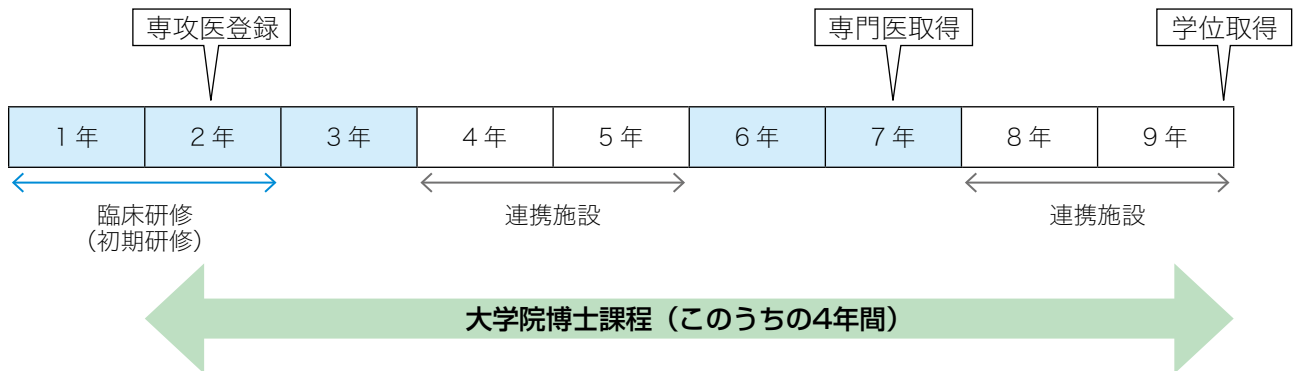 専攻医登録
専門医取得
学位取得
1年
2年
3年
4年
5年
6年
7年
8年
9年
臨床研修
（初期研修）
連携施設
連携施設
大学院博士課程（このうちの4年間）